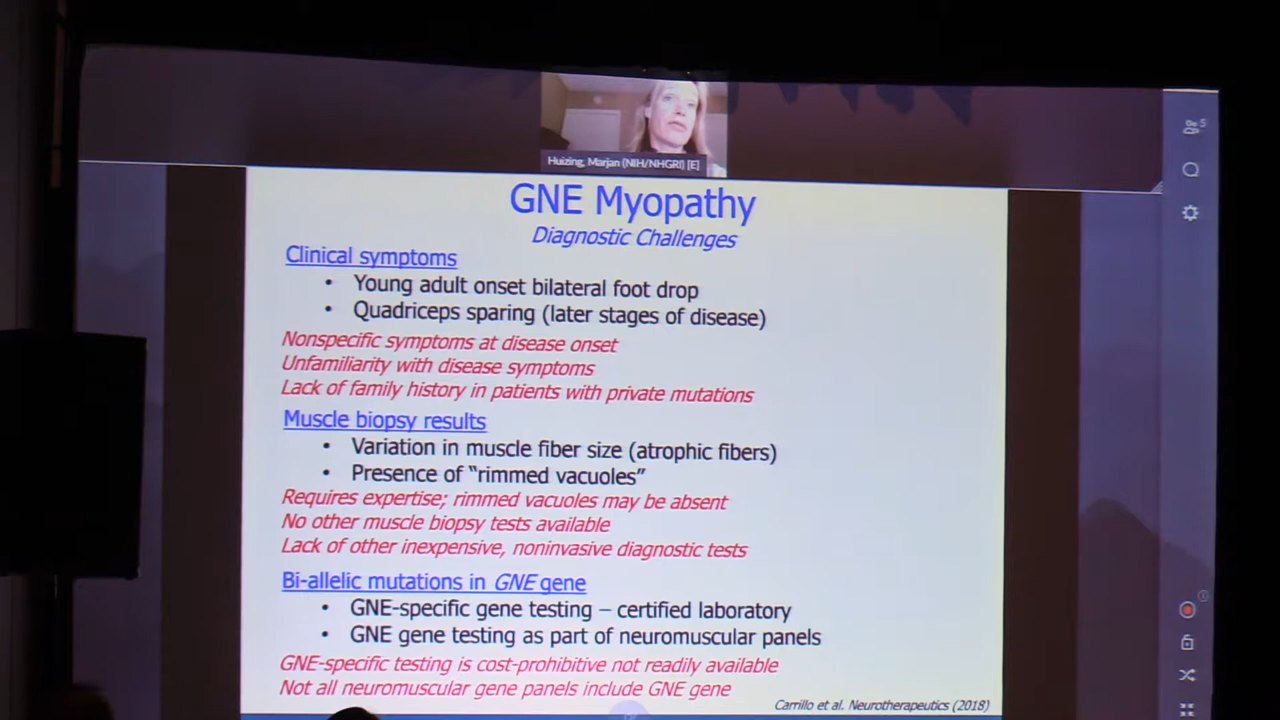 Huizing, Marjan (NIH/NHGRI) [E]
5
GNE Myopathy
Diagnostic Challenges
Clinical symptoms
• Young adult onset bilateral foot drop
• Quadriceps sparing (later stages of disease)
Nonspecific symptoms at disease onset
Unfamiliarity with disease symptoms
Lack of family history in patients with private mutations
Muscle biopsy results
• Variation in muscle fiber size (atrophic fibers)
• Presence of “rimmed vacuoles”
Requires expertise; rimmed vacuoles may be absent
No other muscle biopsy tests available
Lack of other inexpensive, noninvasive diagnostic tests
Bi-allelic mutations in GNE gene
• GNE-specific gene testing – certified laboratory
• GNE gene testing as part of neuromuscular panels
GNE-specific testing is cost-prohibitive not readily available
Not all neuromuscular gene panels include GNE gene
Carrillo et al. Neurotherapeutics (2018)